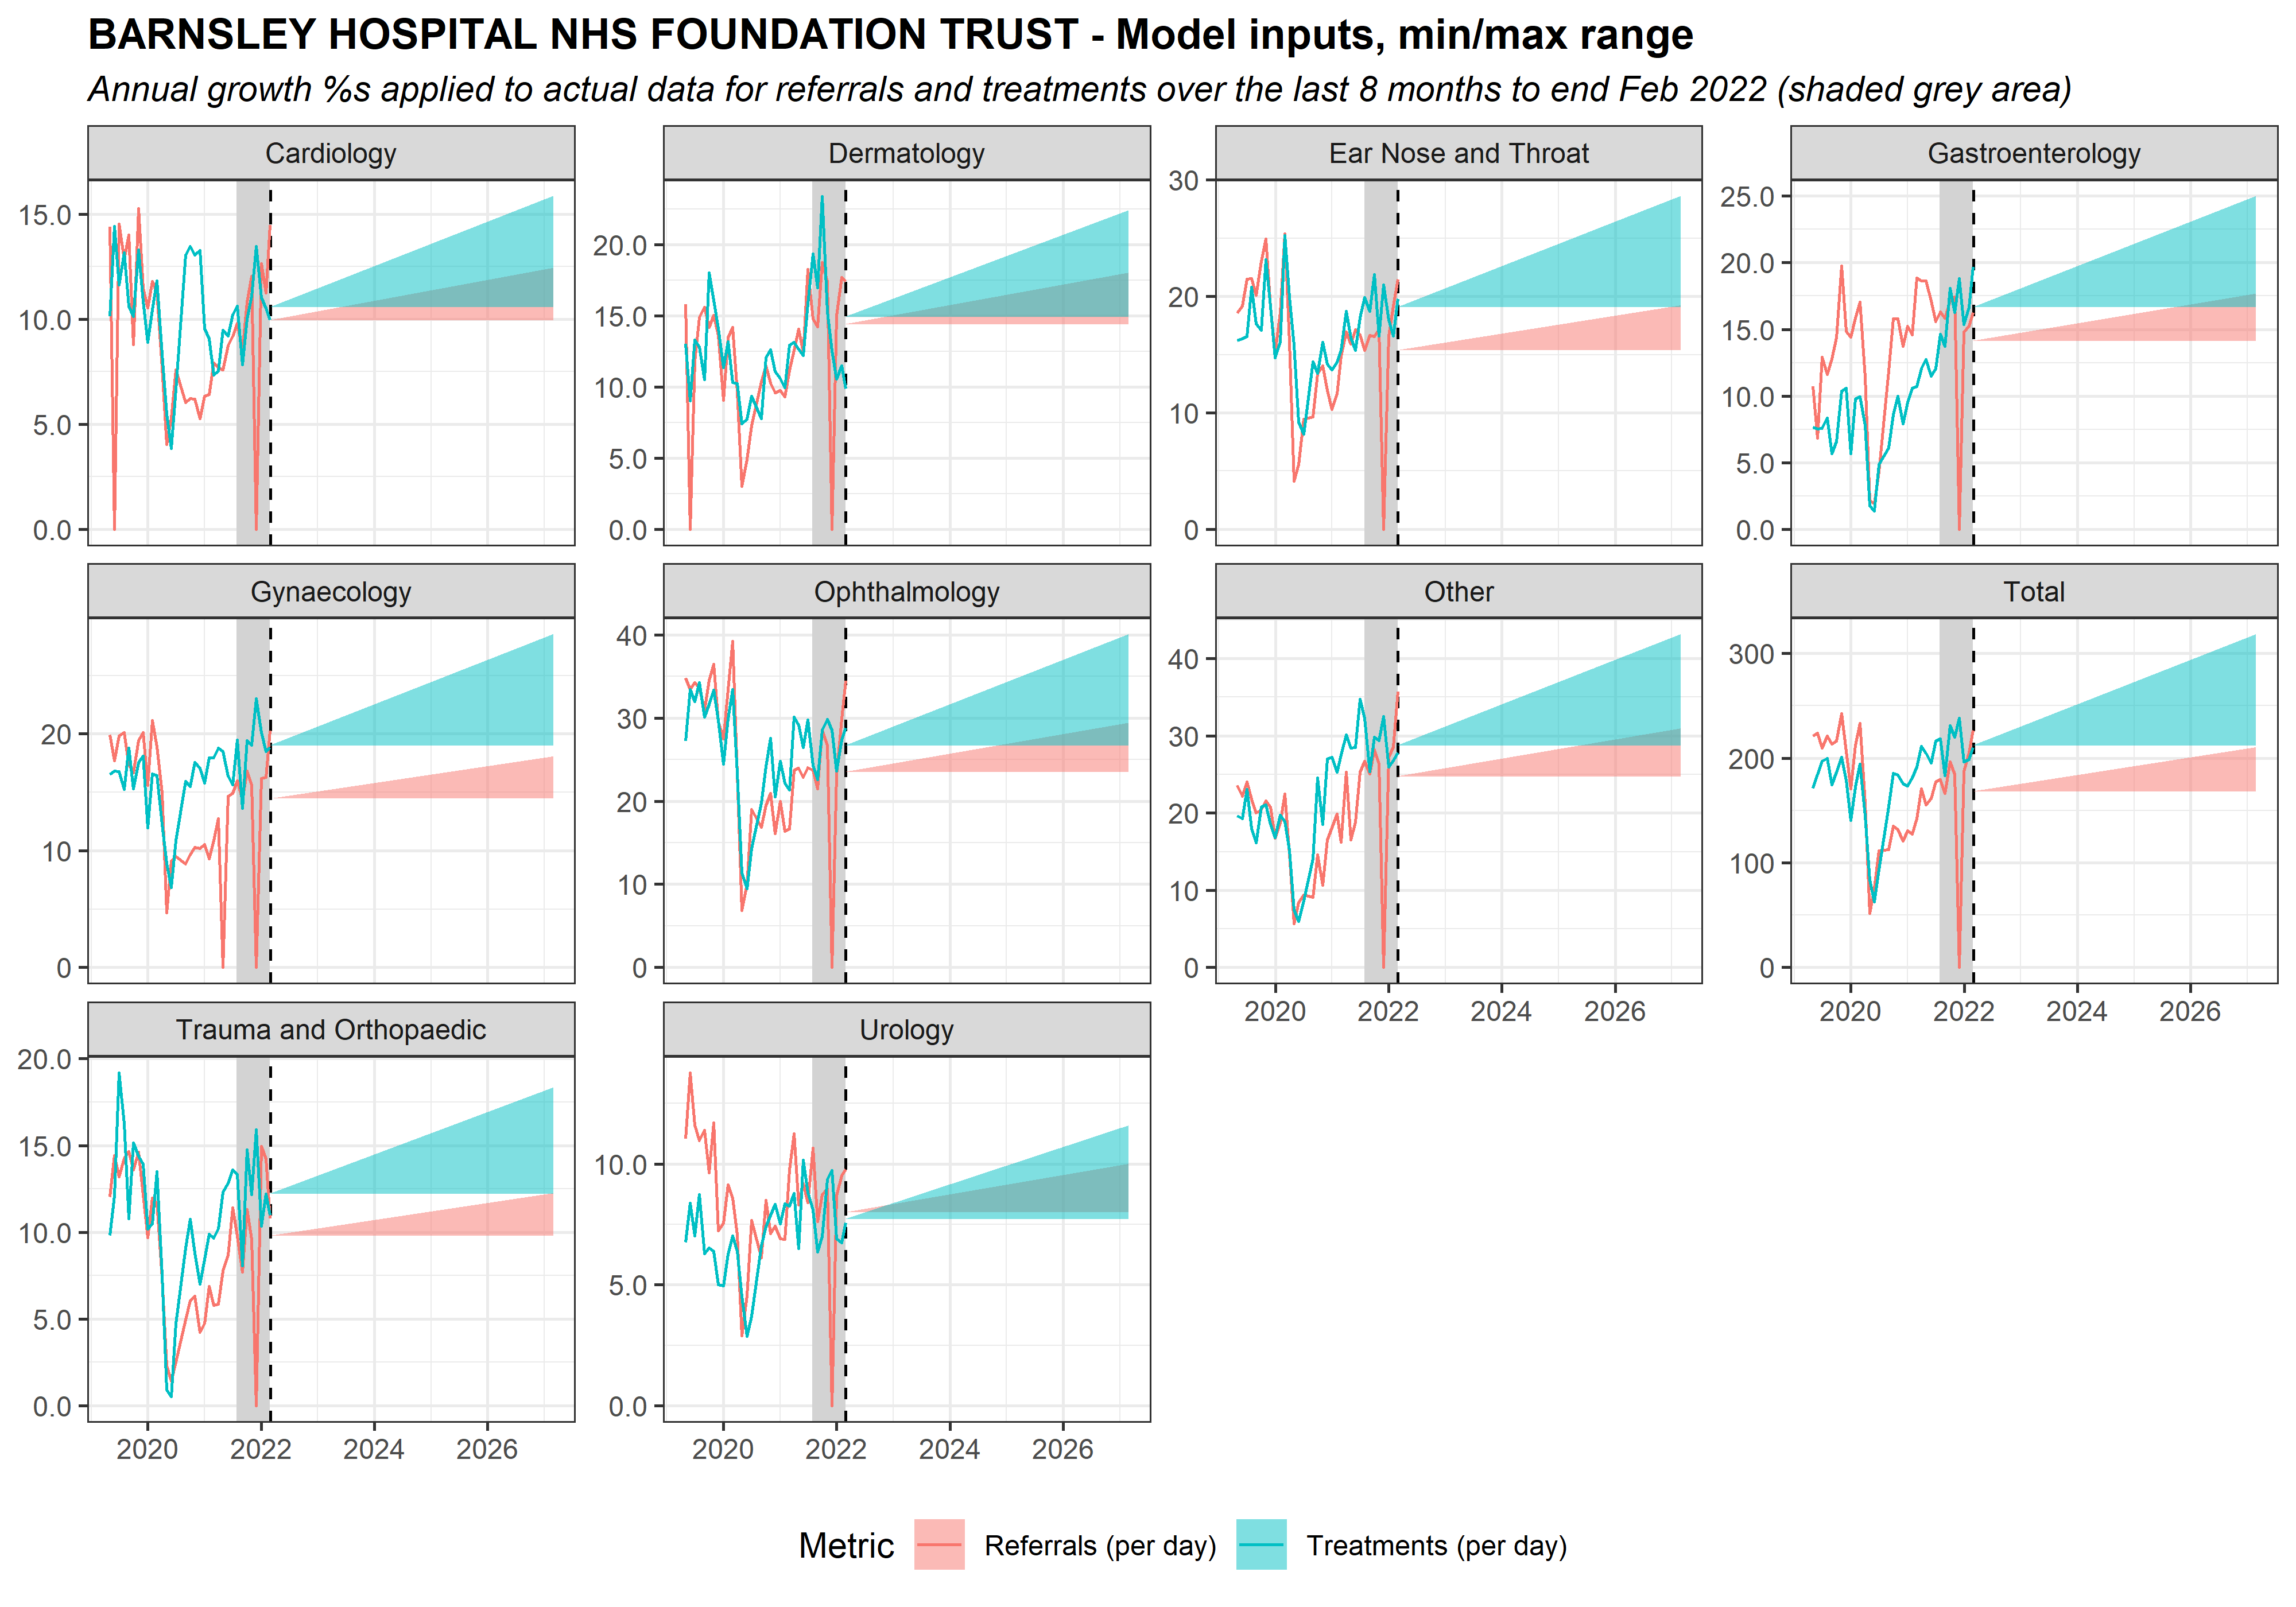 BARNSLEY HOSPITAL NHS FOUNDATION TRUST - Model inputs, min/max range
Annual growth %s applied to actual data for referrals and treatments over the last 8 months to end Feb 2022 (shaded grey area)
Cardiology
15.0
10.0
5.0
0.0
Dermatology
20.0
15.0
10.0
5.0
0.0
Ear Nose and Throat
30
20
10
0
Gastroenterology
25.0
20.0
15.0
10.0
5.0
0.0
Gynaecology
20
10
0
Ophthalmology
40
30
20
10
0
Other
40
30
20
10
0
2020 2022 2024 2026
Total
300
200
100
0
2020 2022 2024 2026
Trauma and Orthopaedic
20.0
15.0
10.0
5.0
0.0
2020 2022 2024 2026
Urology
10.0
5.0
0.0
2020 2022 2024 2026
Metric Referrals (per day) Treatments (per day)